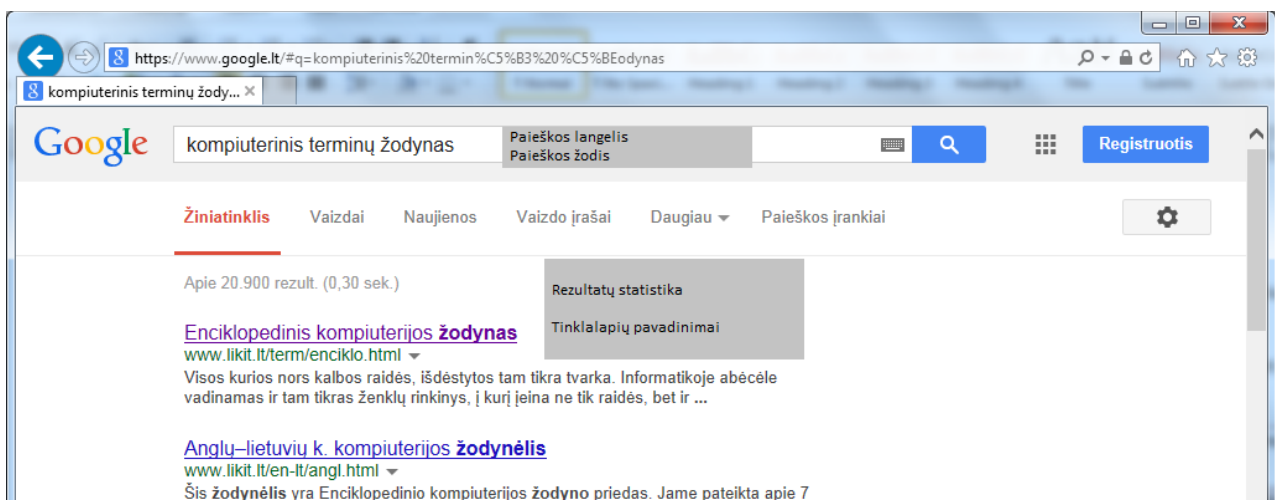 https://www.google.lt/#q=kompiuterinis%20termin%C5%B3%20%C5%BEodynas
kompiuterinis terminų žody...
Google
kompiuterinis terminų žodynas
Paieškos langelis
Paieškos žodis
Registruotis
Žiniatinklis Vaizdai Naujienos Vaizdo įrašai Daugiau Paieškos įrankiai
Apie 20.900 rezult. (0,30 sek.)
Rezultatų statistika
Tinklalapių pavadinimai
Enciklopedinis kompiuterijos žodynas
www.likit.lt/term/enciklo.html
Visos kurios nors kalbos raidės, išdėstytos tam tikra tvarka. Informatikoje abėcėle
vadinamas ir tam tikras ženklų rinkinys, į kurį įeina ne tik raidės, bet ir ...
Anglų–lietuvių k. kompiuterijos žodynėlis
www.likit.lt/en-lt/angl.html
Šis žodynėlis yra Enciklopedinio kompiuterijos žodyno priedas. Jame pateikta apie 7